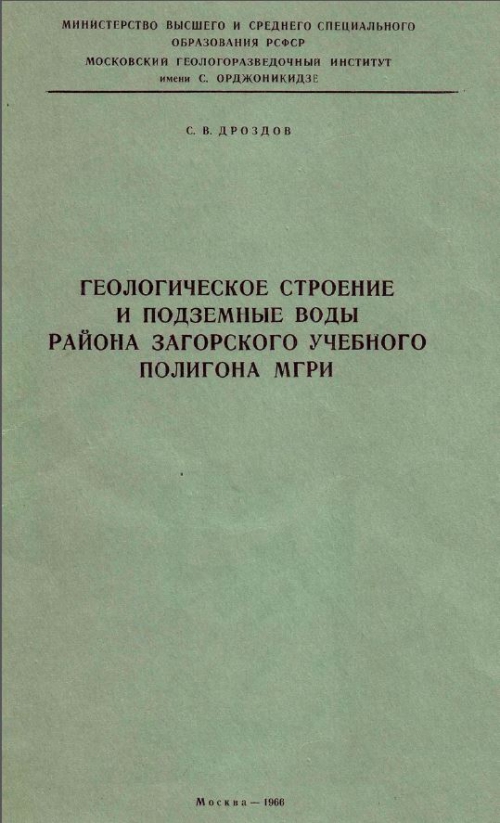 МИНИСТЕРСТВО ВЫСШЕГО И СРЕДНЕГО СПЕЦИАЛЬНОГО
ОБРАЗОВАНИЯ РСФСР
МОСКОВСКИЙ ГЕОЛОГОРАЗВЕДОЧНЫЙ ИНСТИТУТ
имени С. ОРДЖОНИКИДЗЕ
С. В. ДРОЗДОВ
ГЕОЛОГИЧЕСКОЕ СТРОЕНИЕ
И ПОДЗЕМНЫЕ ВОДЫ
РАЙОНА ЗАГОРСКОГО УЧЕБНОГО
ПОЛИГОНА МГРИ
Москва — 1966